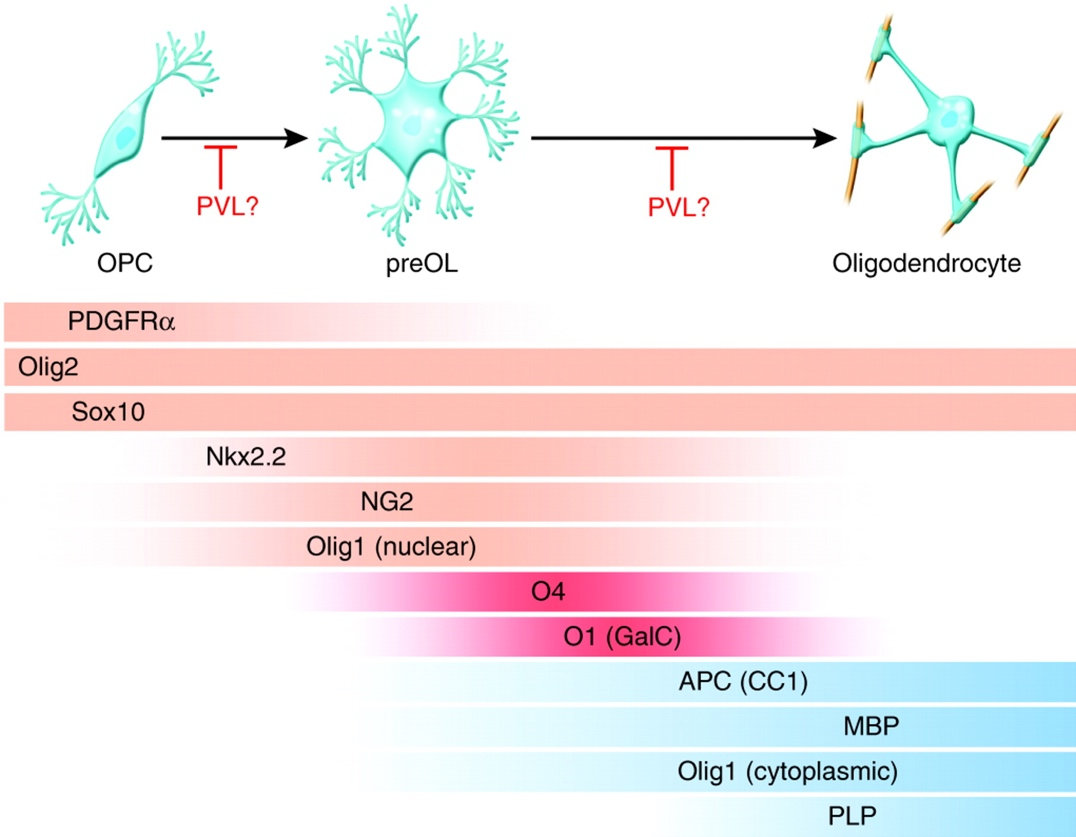 PVL?
PVL?
OPC
preOL
Oligodendrocyte
PDGFRα
Olig2
Sox10
Nkx2.2
NG2
Olig1 (nuclear)
O4
O1 (GalC)
APC (CC1)
MBP
Olig1 (cytoplasmic)
PLP